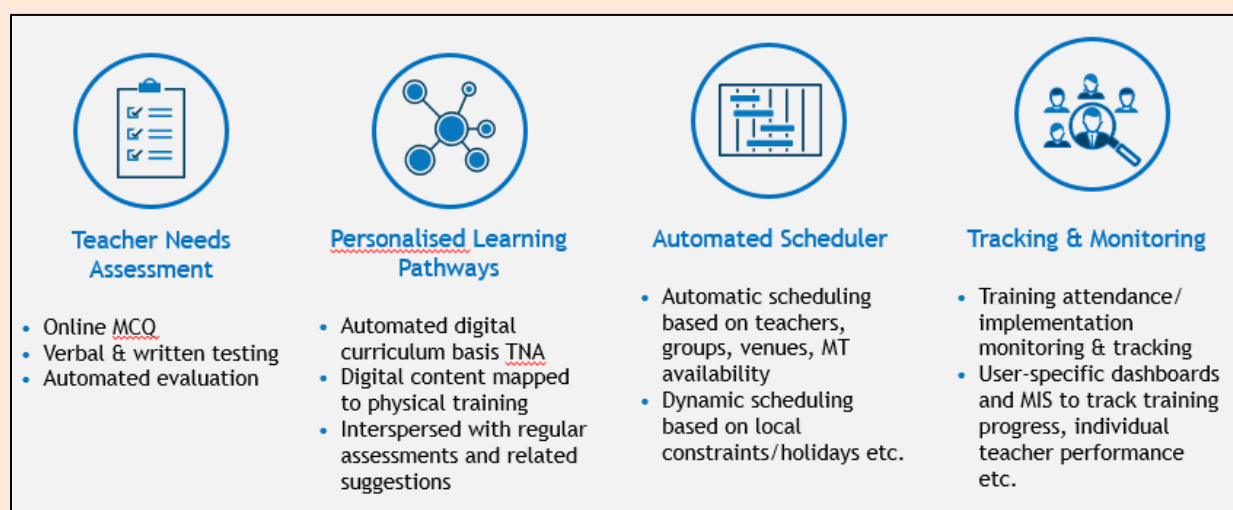 Teacher Needs
Assessment
• Online MCQ
• Verbal & written testing
• Automated evaluation
Personalised Learning
Pathways
• Automated digital
curriculum basis TNA
• Digital content mapped
to physical training
• Interspersed with regular
assessments and related
suggestions
Automated Scheduler
• Automatic scheduling
based on teachers,
groups, venues, MT
availability
• Dynamic scheduling
based on local
constraints/holidays etc.
Tracking & Monitoring
• Training attendance/
implementation
monitoring & tracking
• User-specific dashboards
and MIS to track training
progress, individual
teacher performance
etc.